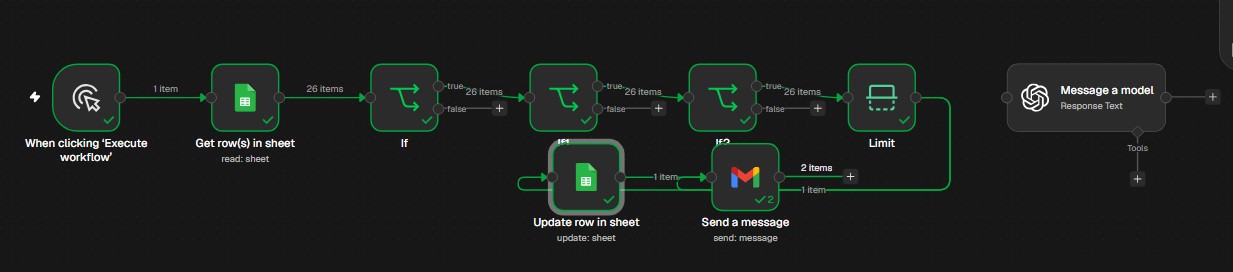 When clicking ‘Execute
workflow’
1 item
Get row(s) in sheet
read: sheet
26 items
If
true
26 items
false
If1
true
26 items
false
If2
true
26 items
false
Limit
Message a model
Response Text
Tools
Update row in sheet
update: sheet
1 item
Send a message
send: message
2
2 items
1 item